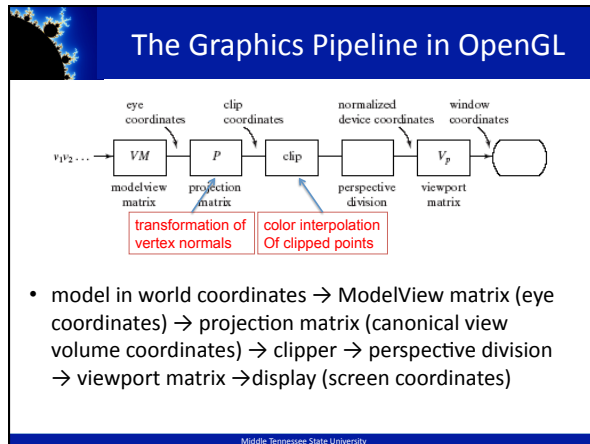 The Graphics Pipeline in OpenGL
eye coordinates
clip coordinates
normalized device coordinates
window coordinates
v₁v₂ . . .
VM
P
clip
Vₚ
modelview matrix
projection matrix
perspective division
viewport matrix
transformation of
vertex normals
color interpolation
Of clipped points
• model in world coordinates → ModelView matrix (eye
coordinates) → projection matrix (canonical view
volume coordinates) → clipper → perspective division
→ viewport matrix →display (screen coordinates)
Middle Tennessee State University